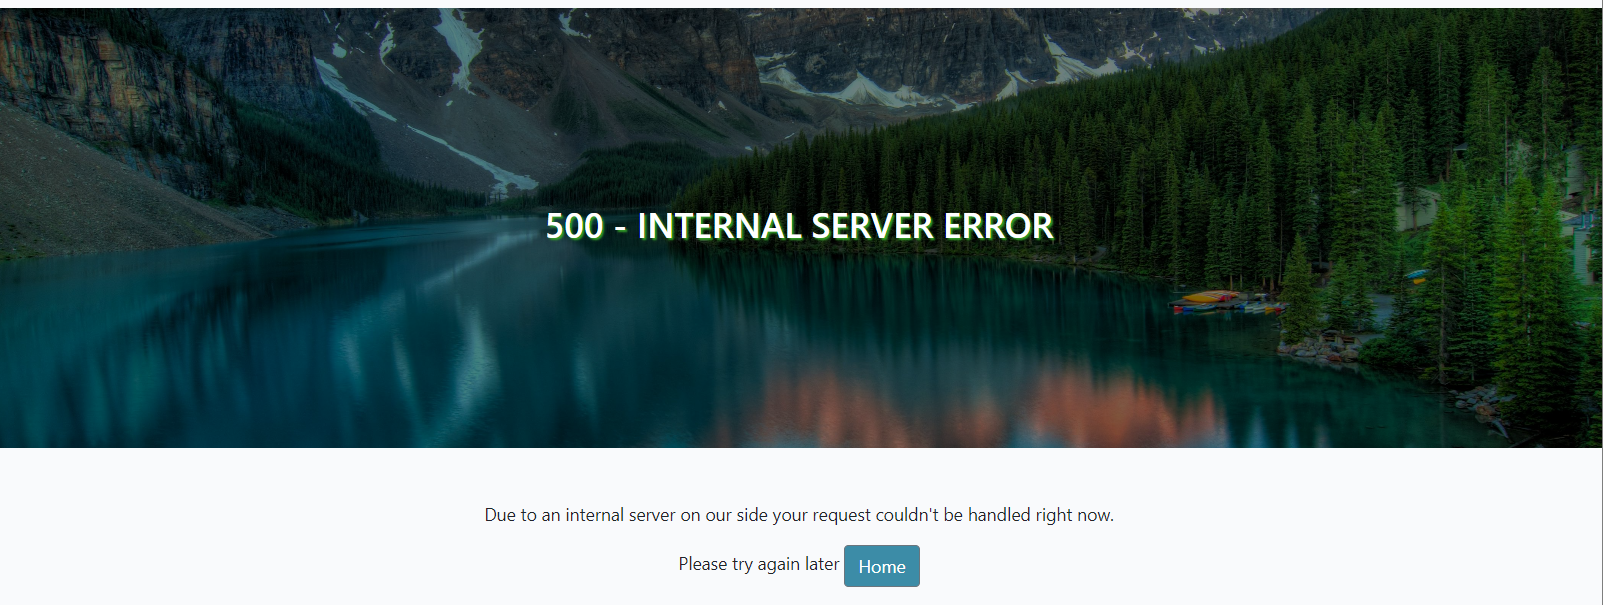 500 - INTERNAL SERVER ERROR
Due to an internal server on our side your request couldn't be handled right now.
Please try again later Home